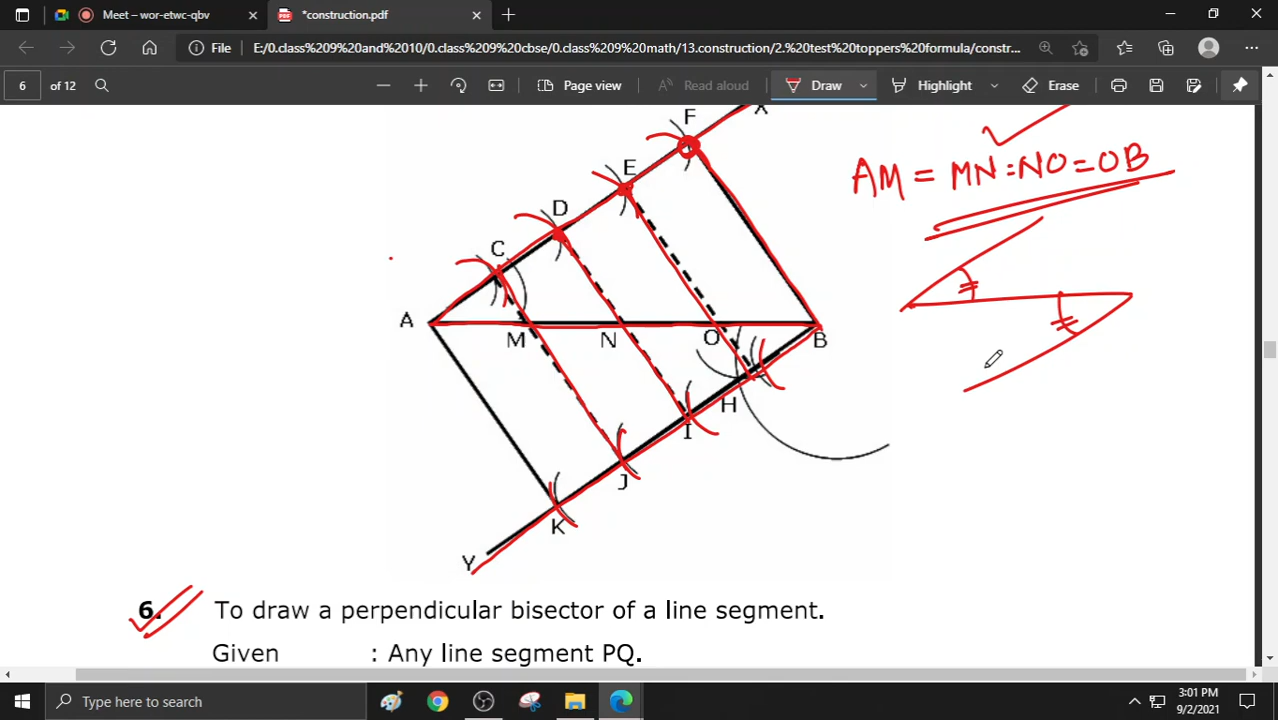 Meet – wor-etwc-qbv
*construction.pdf
File E:/0.class%209%20and%2010/0.class%209%20cbse/0.class%209%20math/13.construction/2.%20test%20toppers%20formula/constr...
6 of 12
Page view
Read aloud
Draw
Highlight
Erase
X
F
E
D
C
A
M
N
O
B
H
I
J
K
Y
AM = MN = NO = OB
6. To draw a perpendicular bisector of a line segment.
Given : Any line segment PQ.
Type here to search
3:01 PM
9/2/2021